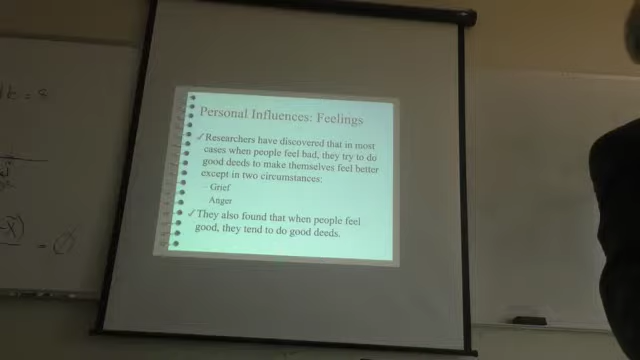 Personal Influences: Feelings
✓Researchers have discovered that in most
cases when people feel bad, they try to do
good deeds to make themselves feel better
except in two circumstances:
- Grief
Anger
✓They also found that when people feel
good, they tend to do good deeds.